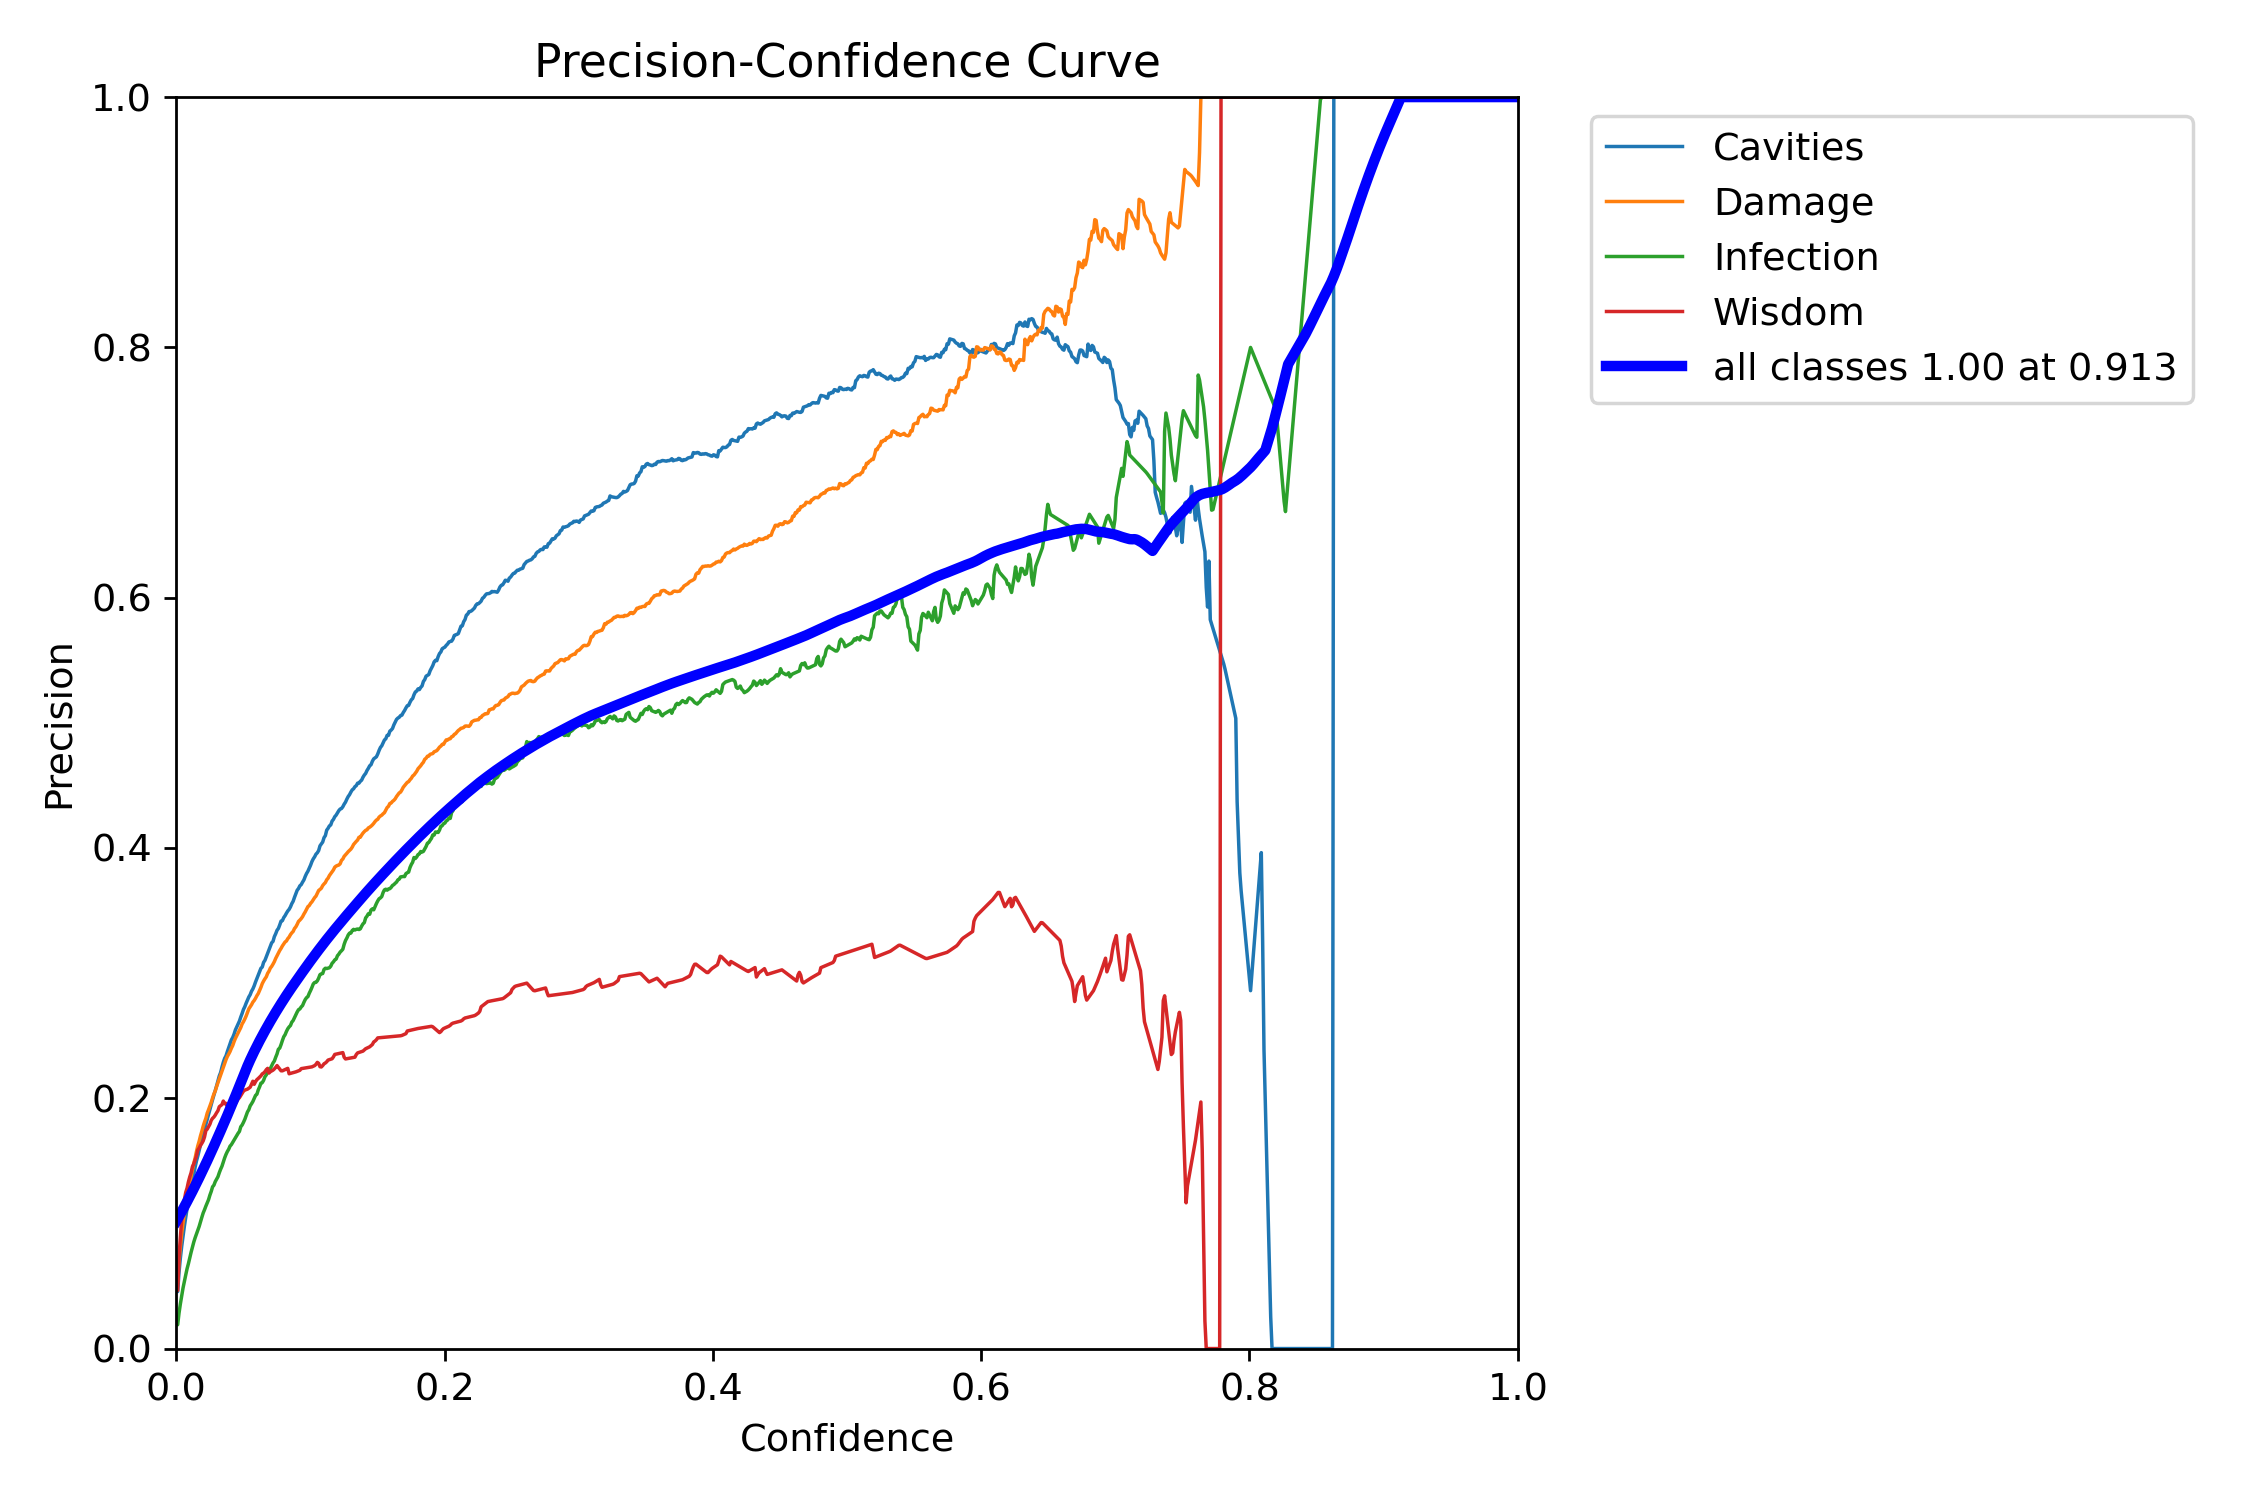 Precision-Confidence Curve
1.0
0.8
0.6
0.4
0.2
0.0
Precision
0.0 0.2 0.4 0.6 0.8 1.0
Confidence
Cavities
Damage
Infection
Wisdom
all classes 1.00 at 0.913